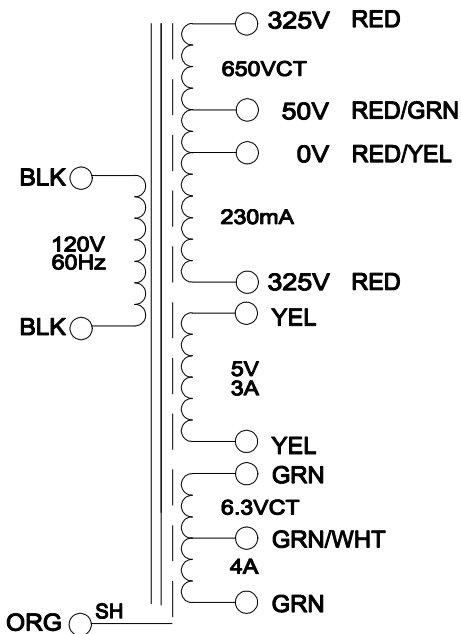 325V RED
650VCT
50V RED/GRN
0V RED/YEL
BLK
230mA
120V
60Hz
325V RED
YEL
BLK
5V
3A
YEL
GRN
6.3VCT
GRN/WHT
4A
GRN
SH
ORG